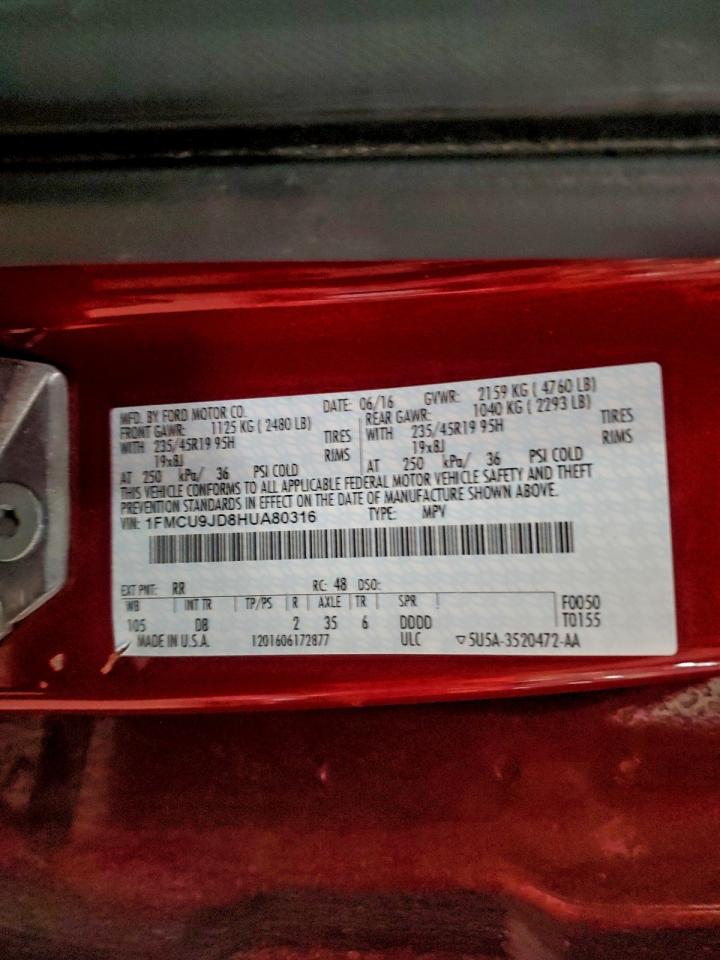 MFD. BY FORD MOTOR CO. DATE: 06/16 GVWR: 2159 KG ( 4760 LB)
FRONT GAWR: 1125 KG ( 2480 LB) REAR GAWR: 1040 KG ( 2293 LB)
WITH 235/45R19 95H TIRES WITH 235/45R19 95H TIRES
19x8J RIMS 19x8J RIMS
AT 250 kPa/ 36 PSI COLD AT 250 kPa/ 36 PSI COLD
THIS VEHICLE CONFORMS TO ALL APPLICABLE FEDERAL MOTOR VEHICLE SAFETY AND THEFT
PREVENTION STANDARDS IN EFFECT ON THE DATE OF MANUFACTURE SHOWN ABOVE.
VIN: 1FMCU9JD8HUA80316 TYPE: MPV
EXT PNT: RR RC: 48 DSO:
WB INT TR TP/PS R AXLE TR SPR F0050
105 D8 2 35 6 DDDD T0155
MADE IN U.S.A. 1201606172877 ULC ▽5U5A-3520472-AA